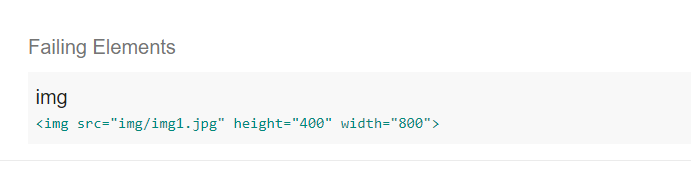 Failing Elements
img
<img src="img/img1.jpg" height="400" width="800">